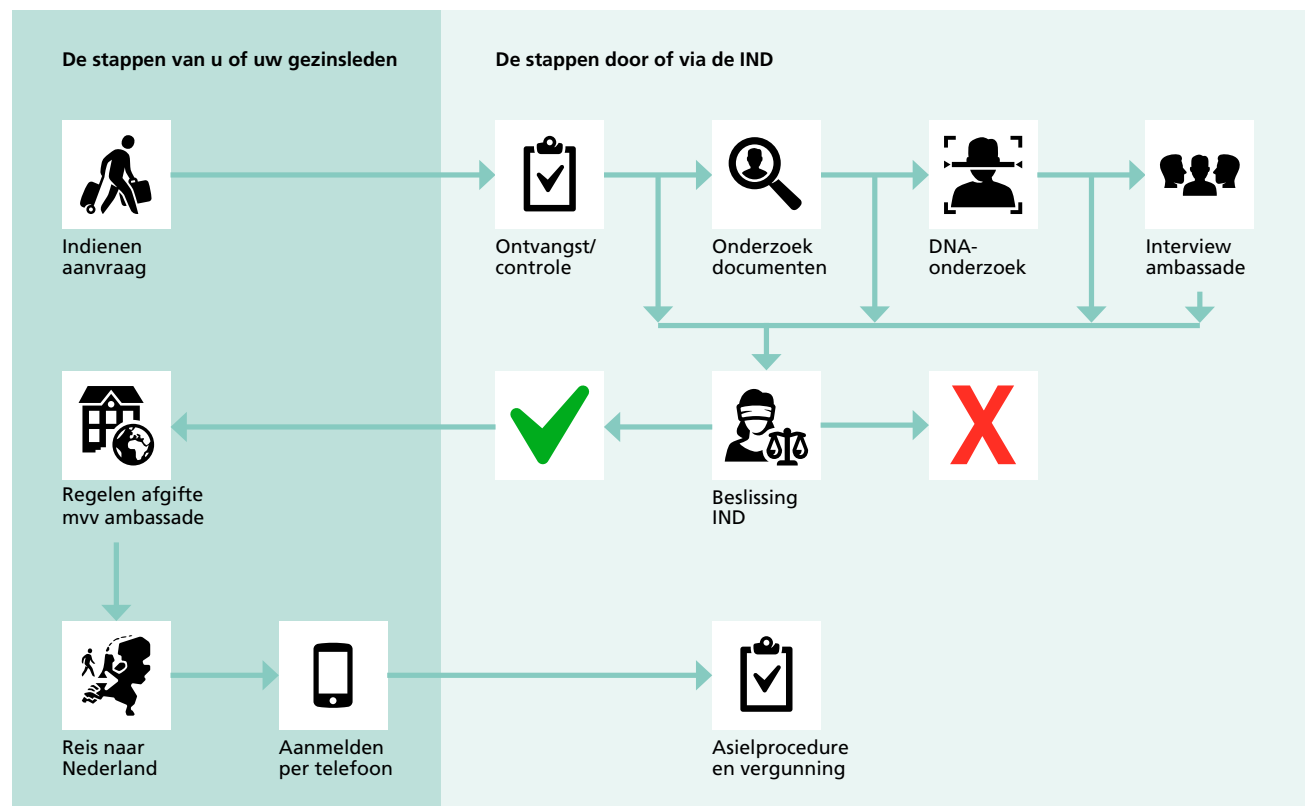 De stappen van u of uw gezinsleden
De stappen door of via de IND
Indienen
aanvraag
Ontvangst/
controle
Onderzoek
documenten
DNA-
onderzoek
Interview
ambassade
Regelen afgifte
mvv ambassade
Beslissing
IND
Reis naar
Nederland
Aanmelden
per telefoon
Asielprocedure
en vergunning